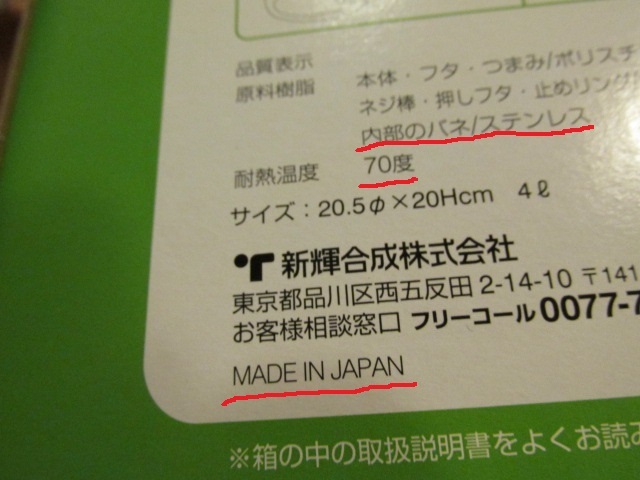 品質表示
原料樹脂
本体・フタ・つまみ/ポリスチ
ネジ棒・押しフタ・止めリング
内部のバネ/ステンレス
耐熱温度 70度
サイズ：20.5φ×20Hcm 4ℓ
新輝合成株式会社
東京都品川区西五反田 2-14-10 〒141
お客様相談窓口 フリーコール 0077-7
MADE IN JAPAN
※箱の中の取扱説明書をよくお読み